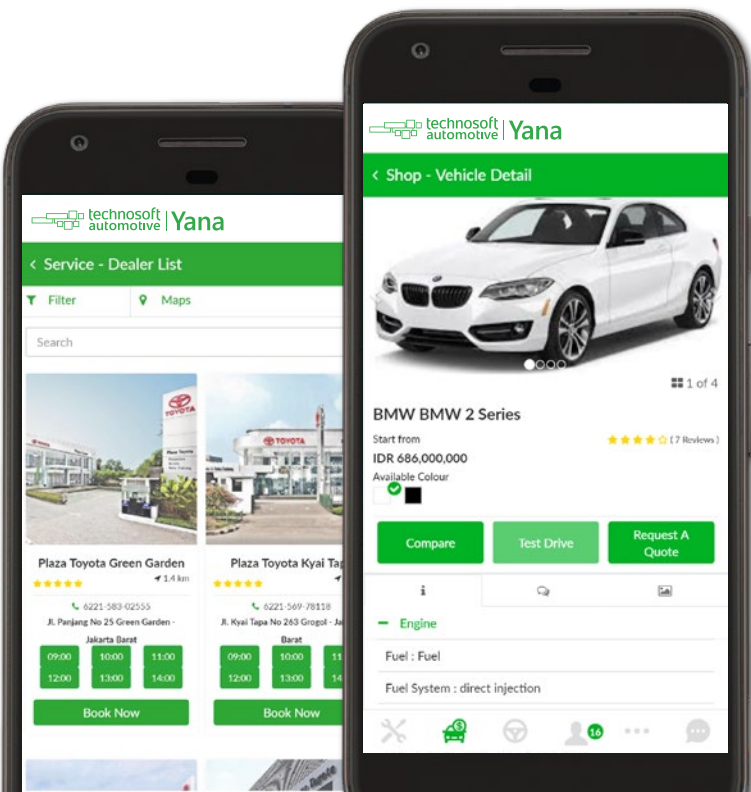 technosoft
automotive | Yana
< Service - Dealer List
Filter
Maps
Search
TOYOTA
Plaza Toyota Green Garden
1,4 km
6221-583-02555
Jl. Panjang No 25 Green Garden -
Jakarta Barat
09:00 10:00 11:00
12:00 13:00 14:00
Book Now
TOYOTA
Plaza Toyota Kyai Tap
6221-569-78118
Jl. Kyai Tapa No 263 Grogol - Ja
Barat
09:00 10:00 11
12:00 13:00 14
Book Now
technosoft
automotive | Yana
< Shop - Vehicle Detail
1 of 4
BMW BMW 2 Series
Start from
(7 Reviews)
IDR 686,000,000
Available Colour
Compare
Test Drive
Request A
Quote
i
− Engine
Fuel : Fuel
Fuel System : direct injection
16